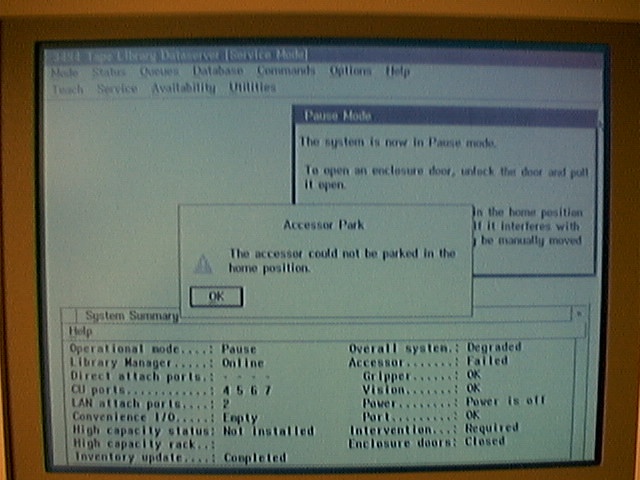 3494 Tape Library Dataserver [Service Mode]
Mode Status Queues Database Commands Options Help
Teach Service Availability Utilities
Pause Mode
The system is now in Pause mode.
To open an enclosure door, unlock the door and pull
it open.
in the home position
If it interferes with
be manually moved
Accessor Park
The accessor could not be parked in the
home position.
OK
System Summary
Help
Operational mode....: Pause
Library Manager.....: Online
Direct attach ports.: - - - -
CU ports............: 4 5 6 7
LAN attach ports....: 2
Convenience I/O.....: Empty
High capacity status: Not installed
High capacity rack..:
Inventory update....: Completed
Overall system.: Degraded
Accessor.......: Failed
Gripper......: OK
Vision.......: OK
Power........: Power is off
Port.........: OK
Intervention...: Required
Enclosure doors: Closed